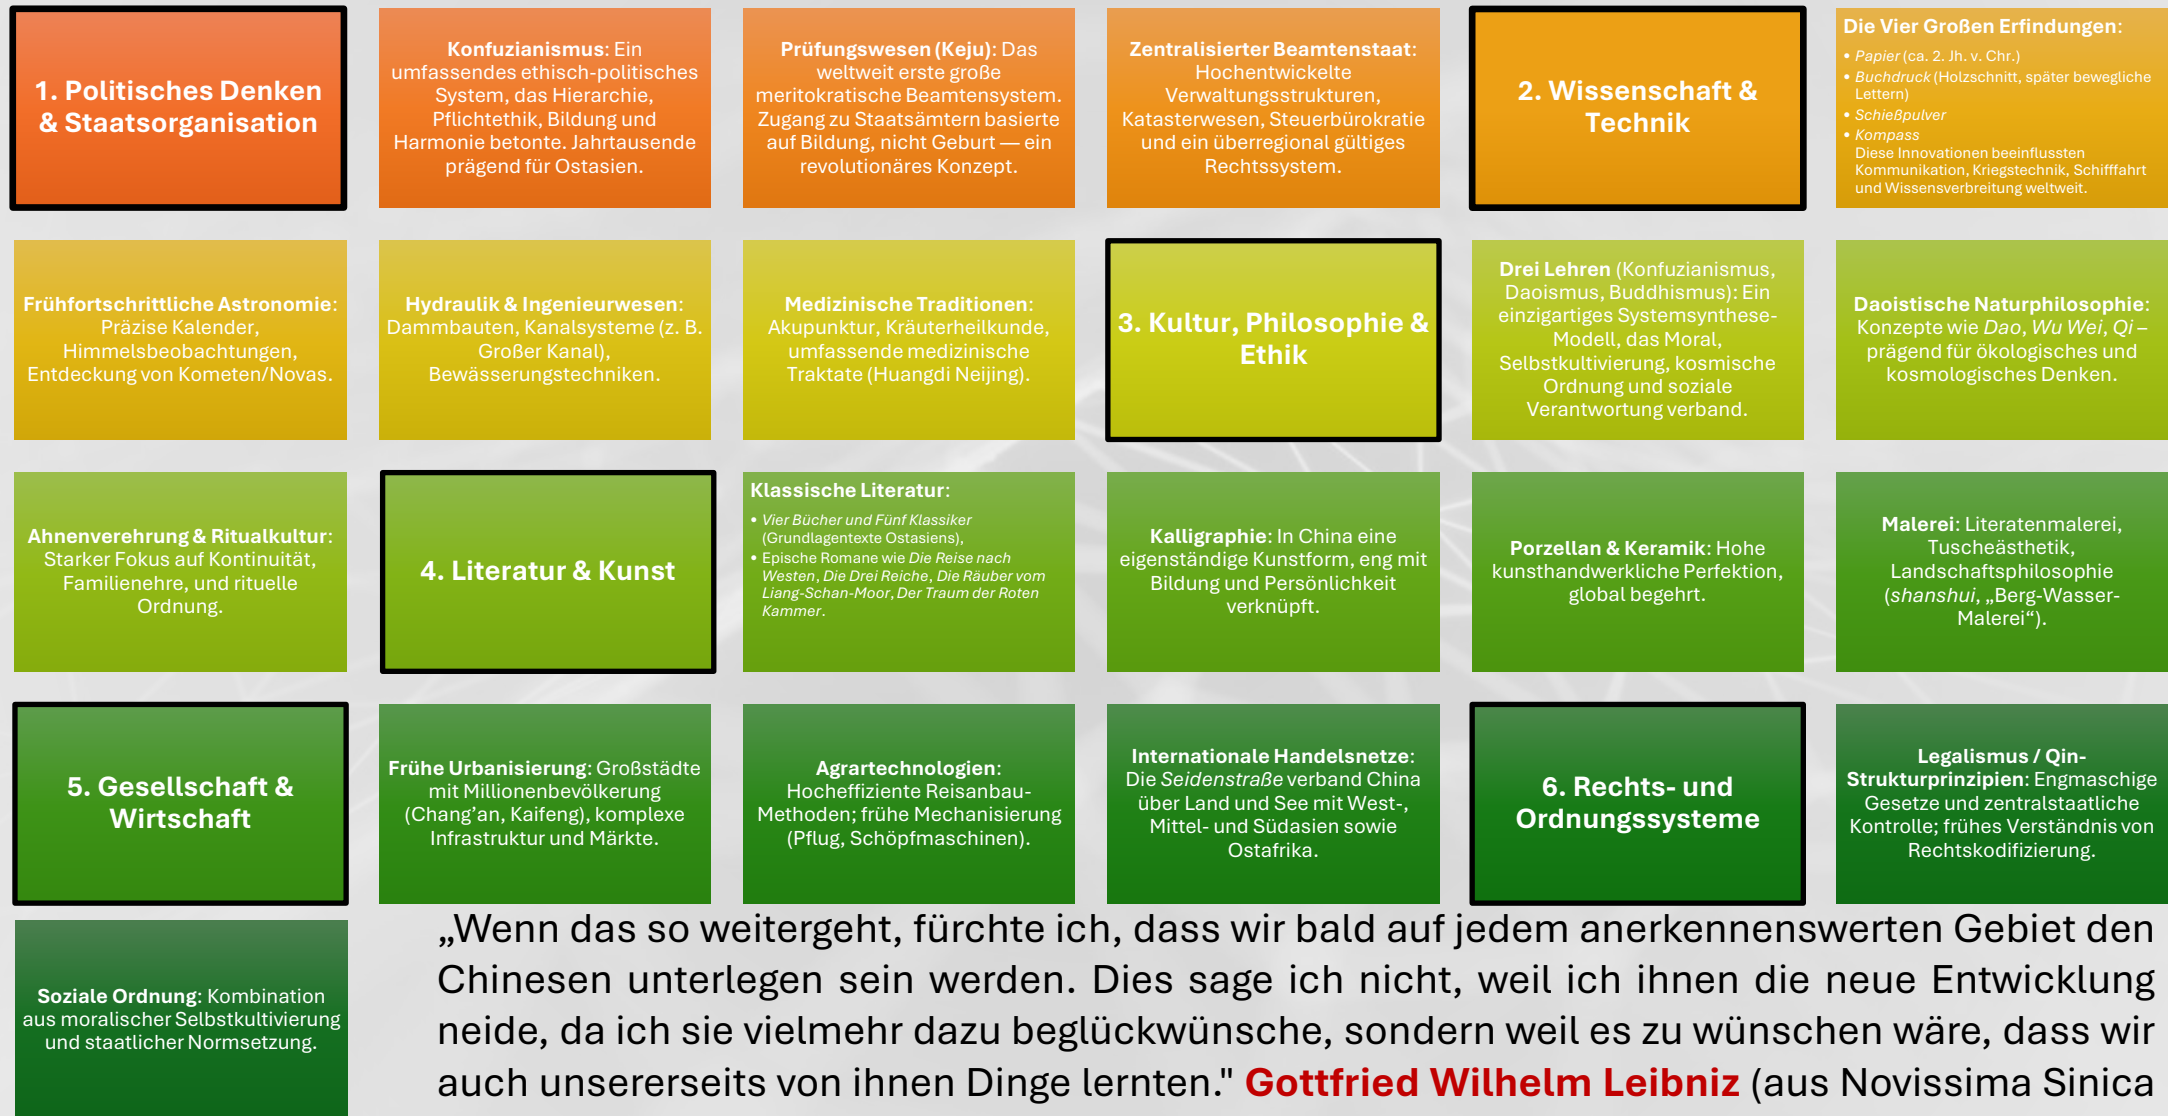 1. Politisches Denken
& Staatsorganisation
Konfuzianismus: Ein
umfassendes ethisch-politisches
System, das Hierarchie,
Pflichtethik, Bildung und
Harmonie betonte. Jahrtausende
prägend für Ostasien.
Prüfungswesen (Keju): Das
weltweit erste große
meritokratische Beamtensystem.
Zugang zu Staatsämtern basierte
auf Bildung, nicht Geburt — ein
revolutionäres Konzept.
Zentralisierter Beamtenstaat:
Hochentwickelte
Verwaltungsstrukturen,
Katasterwesen, Steuerbürokratie
und ein überregional gültiges
Rechtssystem.
2. Wissenschaft &
Technik
Die Vier Großen Erfindungen:
• Papier (ca. 2. Jh. v. Chr.)
• Buchdruck (Holzschnitt, später bewegliche
Lettern)
• Schießpulver
• Kompass
Diese Innovationen beeinflussten
Kommunikation, Kriegstechnik, Schifffahrt
und Wissensverbreitung weltweit.
Frühfortschrittliche Astronomie:
Präzise Kalender,
Himmelsbeobachtungen,
Entdeckung von Kometen/Novas.
Hydraulik & Ingenieurwesen:
Dammbauten, Kanalsysteme (z. B.
Großer Kanal),
Bewässerungstechniken.
Medizinische Traditionen:
Akupunktur, Kräuterheilkunde,
umfassende medizinische
Traktate (Huangdi Neijing).
3. Kultur, Philosophie &
Ethik
Drei Lehren (Konfuzianismus,
Daoismus, Buddhismus): Ein
einzigartiges Systemsynthese-
Modell, das Moral,
Selbstkultivierung, kosmische
Ordnung und soziale
Verantwortung verband.
Daoistische Naturphilosophie:
Konzepte wie Dao, Wu Wei, Qi –
prägend für ökologisches und
kosmologisches Denken.
Ahnenverehrung & Ritualkultur:
Starker Fokus auf Kontinuität,
Familienehre, und rituelle
Ordnung.
4. Literatur & Kunst
Klassische Literatur:
• Vier Bücher und Fünf Klassiker
(Grundlagentexte Ostasiens),
• Epische Romane wie Die Reise nach
Westen, Die Drei Reiche, Die Räuber vom
Liang-Schan-Moor, Der Traum der Roten
Kammer.
Kalligraphie: In China eine
eigenständige Kunstform, eng mit
Bildung und Persönlichkeit
verknüpft.
Porzellan & Keramik: Hohe
kunsthandwerkliche Perfektion,
global begehrt.
Malerei: Literatenmalerei,
Tuscheästhetik,
Landschaftsphilosophie
(shanshui, „Berg-Wasser-
Malerei“).
5. Gesellschaft &
Wirtschaft
Frühe Urbanisierung: Großstädte
mit Millionenbevölkerung
(Chang’an, Kaifeng), komplexe
Infrastruktur und Märkte.
Agrartechnologien:
Hocheffiziente Reisanbau-
Methoden; frühe Mechanisierung
(Pflug, Schöpfmaschinen).
Internationale Handelsnetze:
Die Seidenstraße verband China
über Land und See mit West-,
Mittel- und Südasien sowie
Ostafrika.
6. Rechts- und
Ordnungssysteme
Legalismus / Qin-
Strukturprinzipien: Engmaschige
Gesetze und zentralstaatliche
Kontrolle; frühes Verständnis von
Rechtskodifizierung.
Soziale Ordnung: Kombination
aus moralischer Selbstkultivierung
und staatlicher Normsetzung.
„Wenn das so weitergeht, fürchte ich, dass wir bald auf jedem anerkennenswerten Gebiet den
Chinesen unterlegen sein werden. Dies sage ich nicht, weil ich ihnen die neue Entwicklung
neide, da ich sie vielmehr dazu beglückwünsche, sondern weil es zu wünschen wäre, dass wir
auch unsererseits von ihnen Dinge lernten." Gottfried Wilhelm Leibniz (aus Novissima Sinica